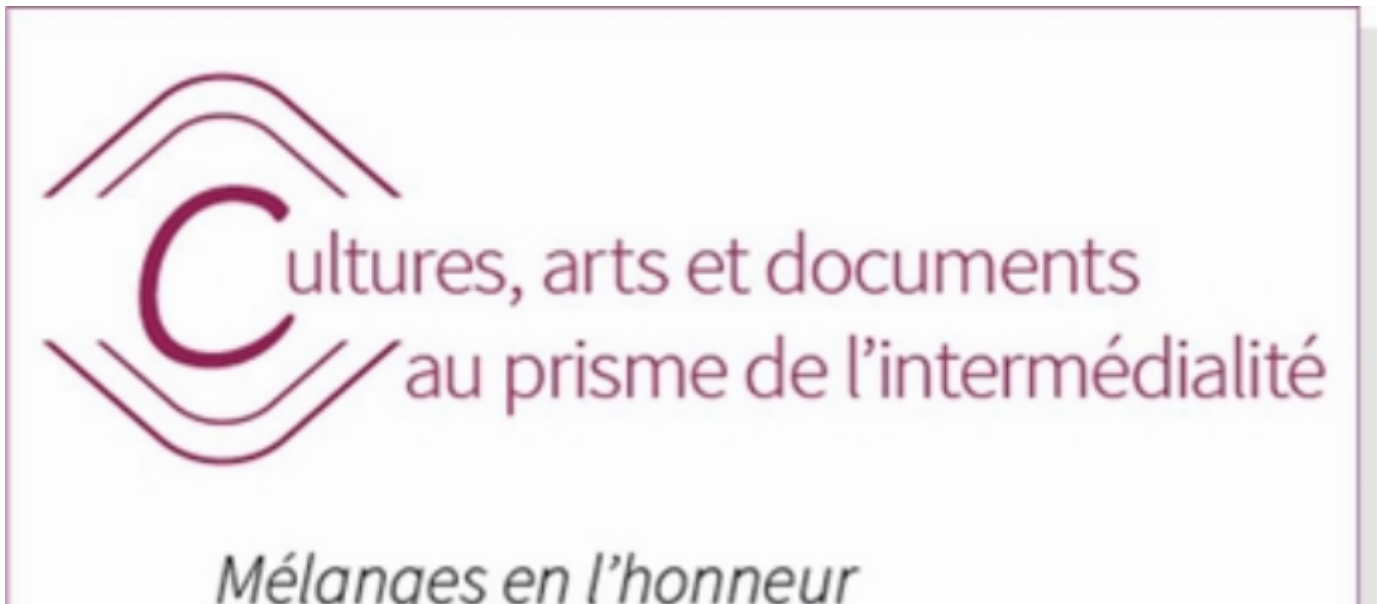 Cultures, arts et documents
au prisme de l’intermédialité
Mélanges en l’honneur